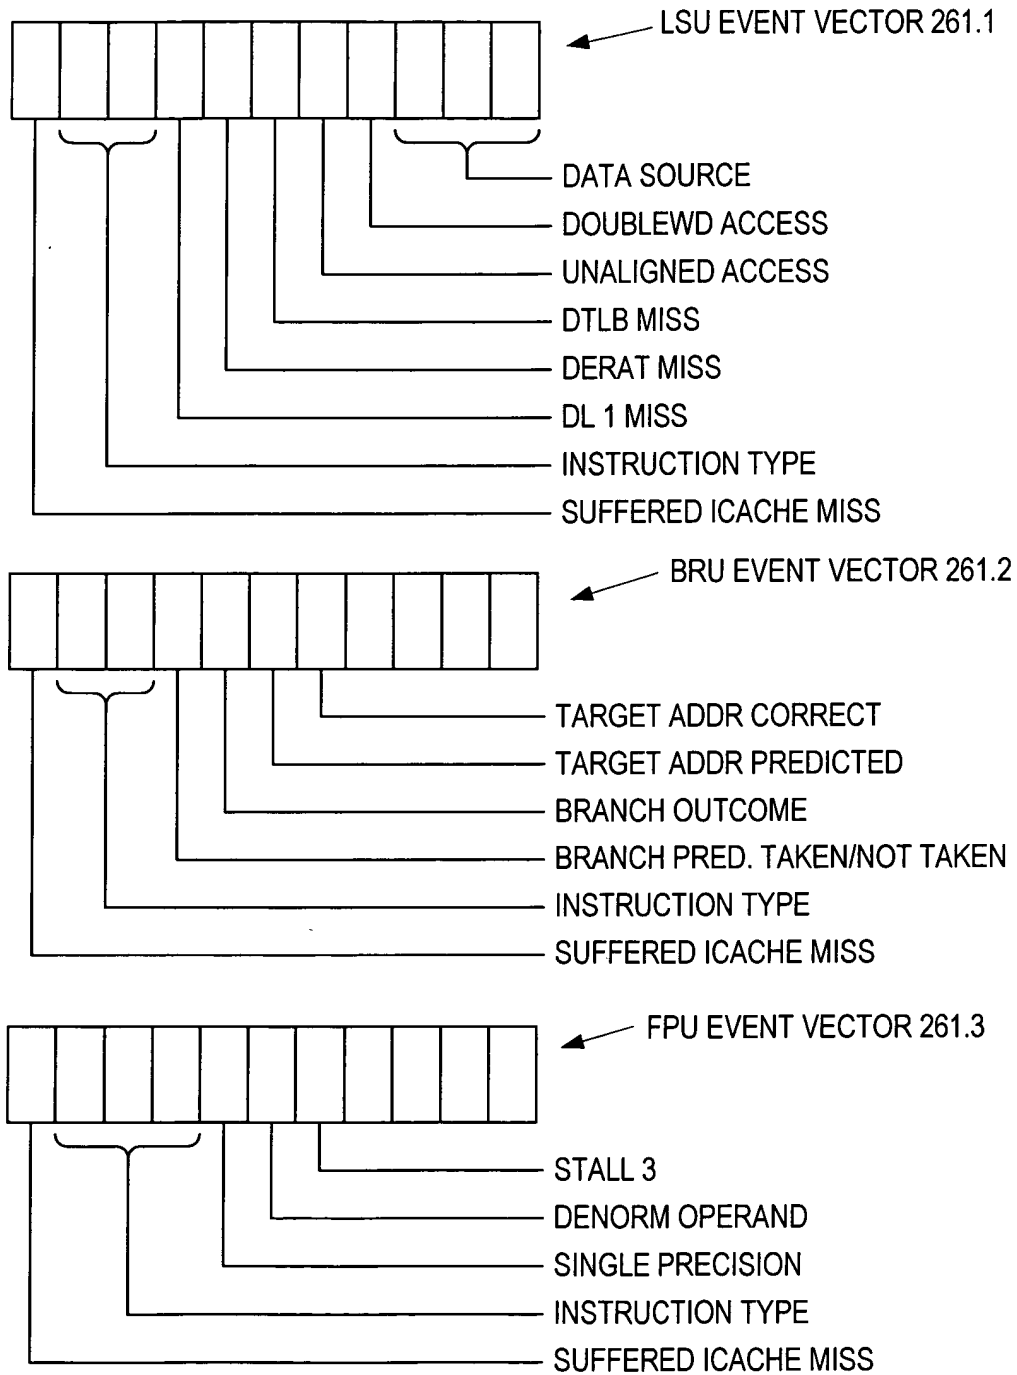 LSU EVENT VECTOR 261.1
DATA SOURCE
DOUBLEWD ACCESS
UNALIGNED ACCESS
DTLB MISS
DERAT MISS
DL 1 MISS
INSTRUCTION TYPE
SUFFERED ICACHE MISS
BRU EVENT VECTOR 261.2
TARGET ADDR CORRECT
TARGET ADDR PREDICTED
BRANCH OUTCOME
BRANCH PRED. TAKEN/NOT TAKEN
INSTRUCTION TYPE
SUFFERED ICACHE MISS
FPU EVENT VECTOR 261.3
STALL 3
DENORM OPERAND
SINGLE PRECISION
INSTRUCTION TYPE
SUFFERED ICACHE MISS